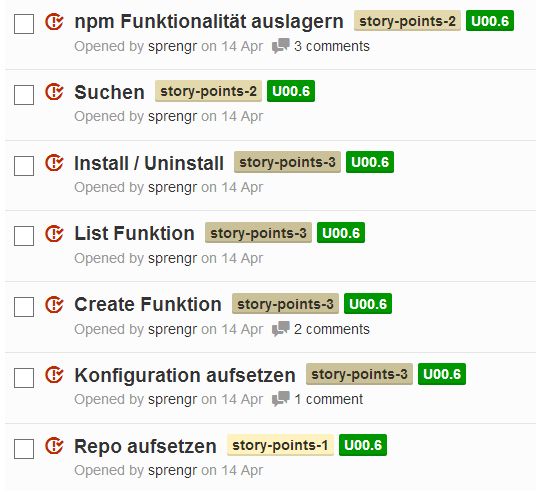 npm Funktionalität auslagern story-points-2 U00.6
Opened by sprengr on 14 Apr 3 comments
Suchen story-points-2 U00.6
Opened by sprengr on 14 Apr
Install / Uninstall story-points-3 U00.6
Opened by sprengr on 14 Apr
List Funktion story-points-3 U00.6
Opened by sprengr on 14 Apr
Create Funktion story-points-3 U00.6
Opened by sprengr on 14 Apr 2 comments
Konfiguration aufsetzen story-points-3 U00.6
Opened by sprengr on 14 Apr 1 comment
Repo aufsetzen story-points-1 U00.6
Opened by sprengr on 14 Apr